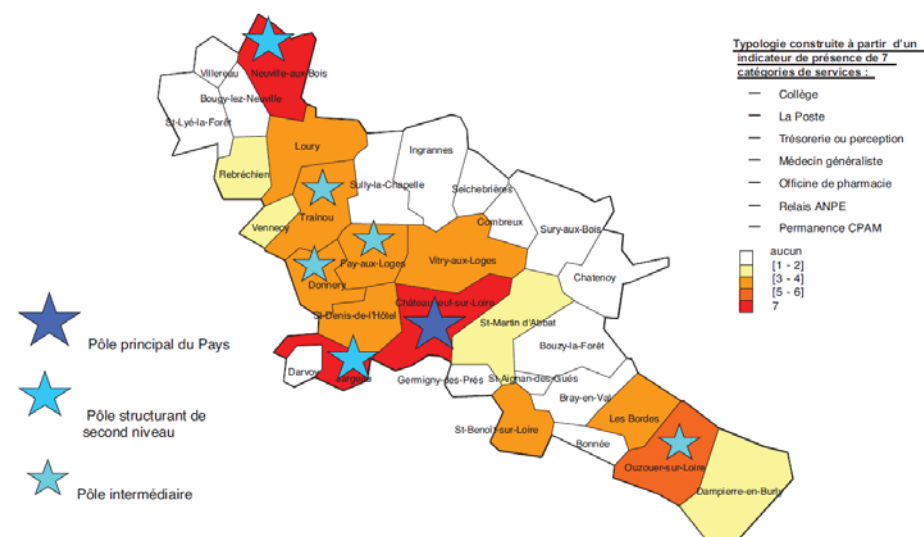 Typologie construite à partir d'un
indicateur de présence de 7
catégories de services :
— Collège
— La Poste
— Trésorerie ou perception
— Médecin généraliste
— Officine de pharmacie
— Relais ANPE
— Permanence CPAM
aucun
[1 - 2]
[3 - 4]
[5 - 6]
7
Villereau
Neuville-aux-Bois
Bougy-lez-Neuville
St-Lyé-la-Forêt
Loury
Ingrannes
Rebréchien
Sully-la-Chapelle
Seichebrières
Trainou
Combreux
Sury-aux-Bois
Vennecy
Fay-aux-Loges
Vitry-aux-Loges
Chatenoy
Donnery
Châteauneuf-sur-Loire
St-Denis-de-l'Hôtel
St-Martin d'Abbat
Bouzy-la-Forêt
Darvoy
Jargeau
Germigny-des-Prés
St-Aignan-des-Gués
Bray-en-Val
Les Bordes
St-Benoît-sur-Loire
Bonnée
Ouzouer-sur-Loire
Dampierre-en-Burly
Pôle principal du Pays
Pôle structurant de
second niveau
Pôle intermédiaire